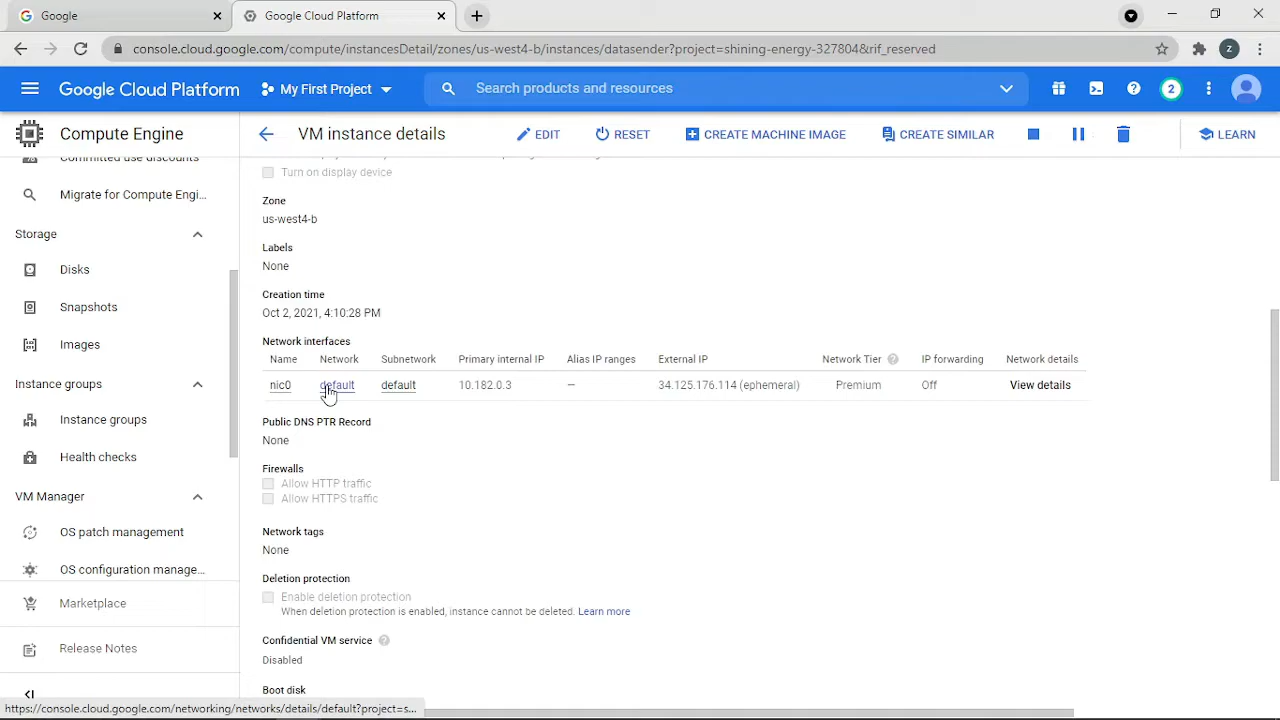 Google
Google Cloud Platform
console.cloud.google.com/compute/instancesDetail/zones/us-west4-b/instances/datasender?project=shining-energy-327804&rif_reserved
z
Google Cloud Platform
My First Project
Search products and resources
2
Compute Engine
VM instance details
EDIT
RESET
CREATE MACHINE IMAGE
CREATE SIMILAR
LEARN
Committed use discounts
Migrate for Compute Engi...
Storage
Disks
Snapshots
Images
Instance groups
Instance groups
Health checks
VM Manager
OS patch management
OS configuration manage...
Marketplace
Release Notes
Turn on display device
Zone
us-west4-b
Labels
None
Creation time
Oct 2, 2021, 4:10:28 PM
Network interfaces
Name Network Subnetwork Primary internal IP Alias IP ranges External IP Network Tier IP forwarding Network details
nic0 default default 10.182.0.3 — 34.125.176.114 (ephemeral) Premium Off View details
Public DNS PTR Record
None
Firewalls
Allow HTTP traffic
Allow HTTPS traffic
Network tags
None
Deletion protection
Enable deletion protection
When deletion protection is enabled, instance cannot be deleted. Learn more
Confidential VM service
Disabled
Boot disk
https://console.cloud.google.com/networking/networks/details/default?project=s...